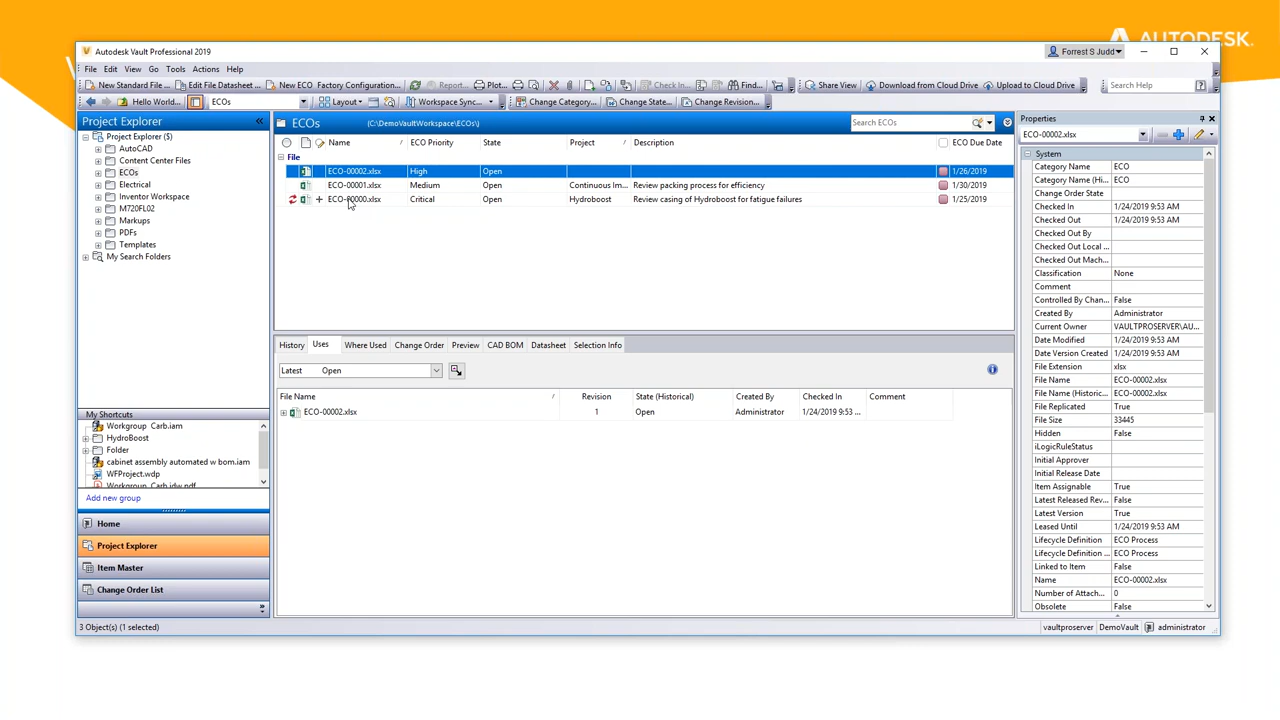 AUTODESK.
Autodesk Vault Professional 2019
Forrest S Judd
File Edit View Go Tools Actions Help
New Standard File... Edit File Datasheet... New ECO Factory Configuration... Report... Plot... Check In... Find... Share View Download from Cloud Drive Upload to Cloud Drive Search Help
Hello World... ECOs Layout Workspace Sync... Change Category... Change State... Change Revision...
Project Explorer
Project Explorer ($)
AutoCAD
Content Center Files
ECOs
Electrical
Inventor Workspace
M720FL02
Markups
PDFs
Templates
My Search Folders
My Shortcuts
Workgroup Carb.iam
HydroBoost
Folder
cabinet assembly automated w bom.iam
WFProject.wdp
Workgroup Carb.idw.pdf
Add new group
Home
Project Explorer
Item Master
Change Order List
ECOs (C:\DemoVaultWorkspace\ECOs\) Search ECOs
Name ECO Priority State Project Description ECO Due Date
File
ECO-00002.xlsx High Open 1/26/2019
ECO-00001.xlsx Medium Open Continuous Im... Review packing process for efficiency 1/30/2019
ECO-00000.xlsx Critical Open Hydroboost Review casing of Hydroboost for fatigue failures 1/25/2019
History Uses Where Used Change Order Preview CAD BOM Datasheet Selection Info
Latest Open
File Name Revision State (Historical) Created By Checked In Comment
ECO-00002.xlsx 1 Open Administrator 1/24/2019 9:53 ...
Properties
ECO-00002.xlsx
System
Category Name ECO
Category Name (Hi... ECO
Change Order State
Checked In 1/24/2019 9:53 AM
Checked Out 1/24/2019 9:53 AM
Checked Out By
Checked Out Local ...
Checked Out Mach...
Classification None
Comment
Controlled By Chan... False
Created By Administrator
Current Owner VAULTPROSERVER\AU...
Date Modified 1/24/2019 9:53 AM
Date Version Created 1/24/2019 9:53 AM
File Extension xlsx
File Name ECO-00002.xlsx
File Name (Historic... ECO-00002.xlsx
File Replicated True
File Size 33445
Hidden False
iLogicRuleStatus
Initial Approver
Initial Release Date
Item Assignable True
Latest Released Rev... False
Latest Version True
Leased Until 1/24/2019 9:53 AM
Lifecycle Definition ECO Process
Lifecycle Definition ... ECO Process
Linked to Item False
Name ECO-00002.xlsx
Number of Attach... 0
Obsolete False
3 Object(s) (1 selected) vaultproserver DemoVault administrator